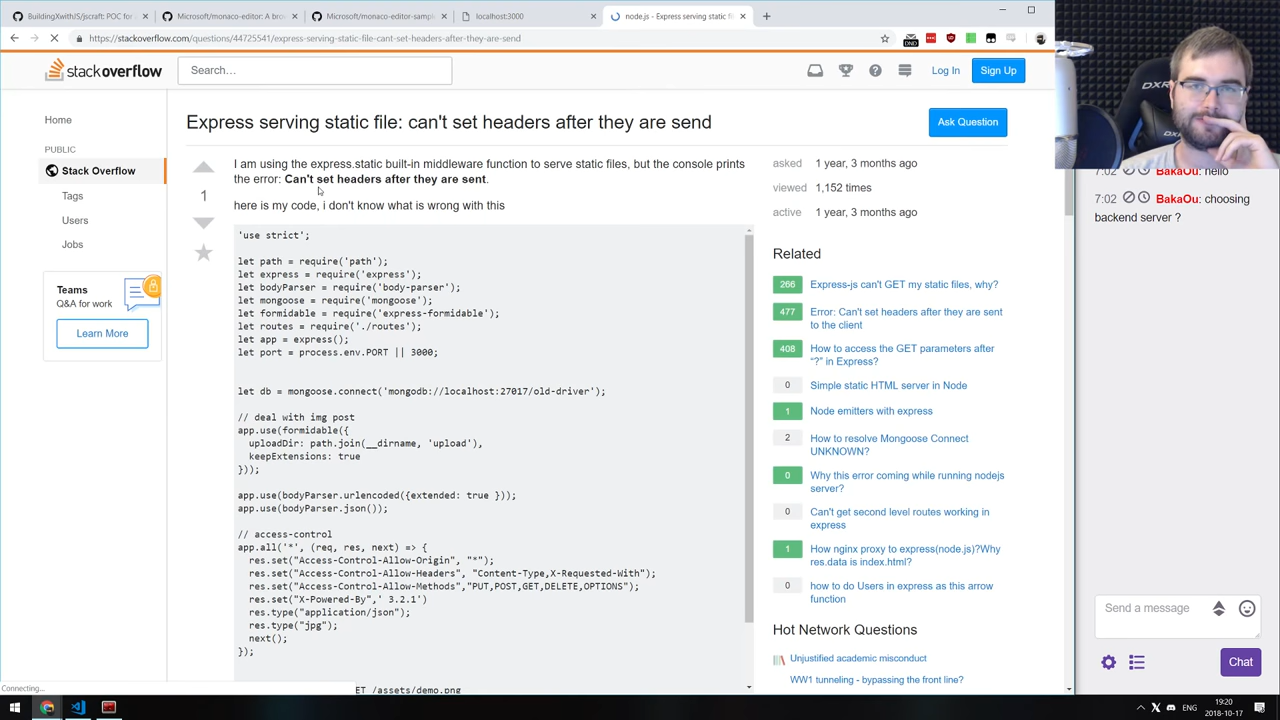 BuildingXwithJS/jscraft: POC for
Microsoft/monaco-editor: A bro
Microsoft/monaco-editor-sampl
localhost:3000
node.js - Express serving static fil
https://stackoverflow.com/questions/44725541/express-serving-static-file-cant-set-headers-after-they-are-send
DND
stackoverflow
Search...
Log In
Sign Up
Home
PUBLIC
Stack Overflow
Tags
Users
Jobs
Teams
Q&A for work
Learn More
Express serving static file: can't set headers after they are send
Ask Question
1
I am using the express.static built-in middleware function to serve static files, but the console prints
the error: Can't set headers after they are sent.
here is my code, i don't know what is wrong with this
'use strict';
let path = require('path');
let express = require('express');
let bodyParser = require('body-parser');
let mongoose = require('mongoose');
let formidable = require('express-formidable');
let routes = require('./routes');
let app = express();
let port = process.env.PORT || 3000;
let db = mongoose.connect('mongodb://localhost:27017/old-driver');
// deal with img post
app.use(formidable({
uploadDir: path.join(__dirname, 'upload'),
keepExtensions: true
}));
app.use(bodyParser.urlencoded({extended: true }));
app.use(bodyParser.json());
// access-control
app.all('*', (req, res, next) => {
res.set("Access-Control-Allow-Origin", "*");
res.set("Access-Control-Allow-Headers", "Content-Type,X-Requested-With");
res.set("Access-Control-Allow-Methods","PUT,POST,GET,DELETE,OPTIONS");
res.set("X-Powered-By",' 3.2.1')
res.type("application/json");
res.type("jpg");
next();
});
GET /assets/demo.png
asked 1 year, 3 months ago
viewed 1,152 times
active 1 year, 3 months ago
Related
266 Express-js can't GET my static files, why?
477 Error: Can't set headers after they are sent
to the client
408 How to access the GET parameters after
"?" in Express?
0 Simple static HTML server in Node
1 Node emitters with express
2 How to resolve Mongoose Connect
UNKNOWN?
0 Why this error coming while running nodejs
server?
0 Can't get second level routes working in
express
1 How nginx proxy to express(node.js)?Why
res.data is index.html?
0 how to do Users in express as this arrow
function
Hot Network Questions
Unjustified academic misconduct
WW1 tunneling - bypassing the front line?
DXR
7:02 BakaOu: hello
7:02 BakaOu: choosing
backend server ?
Send a message
Chat
Connecting...
ENG
19:20
2018-10-17